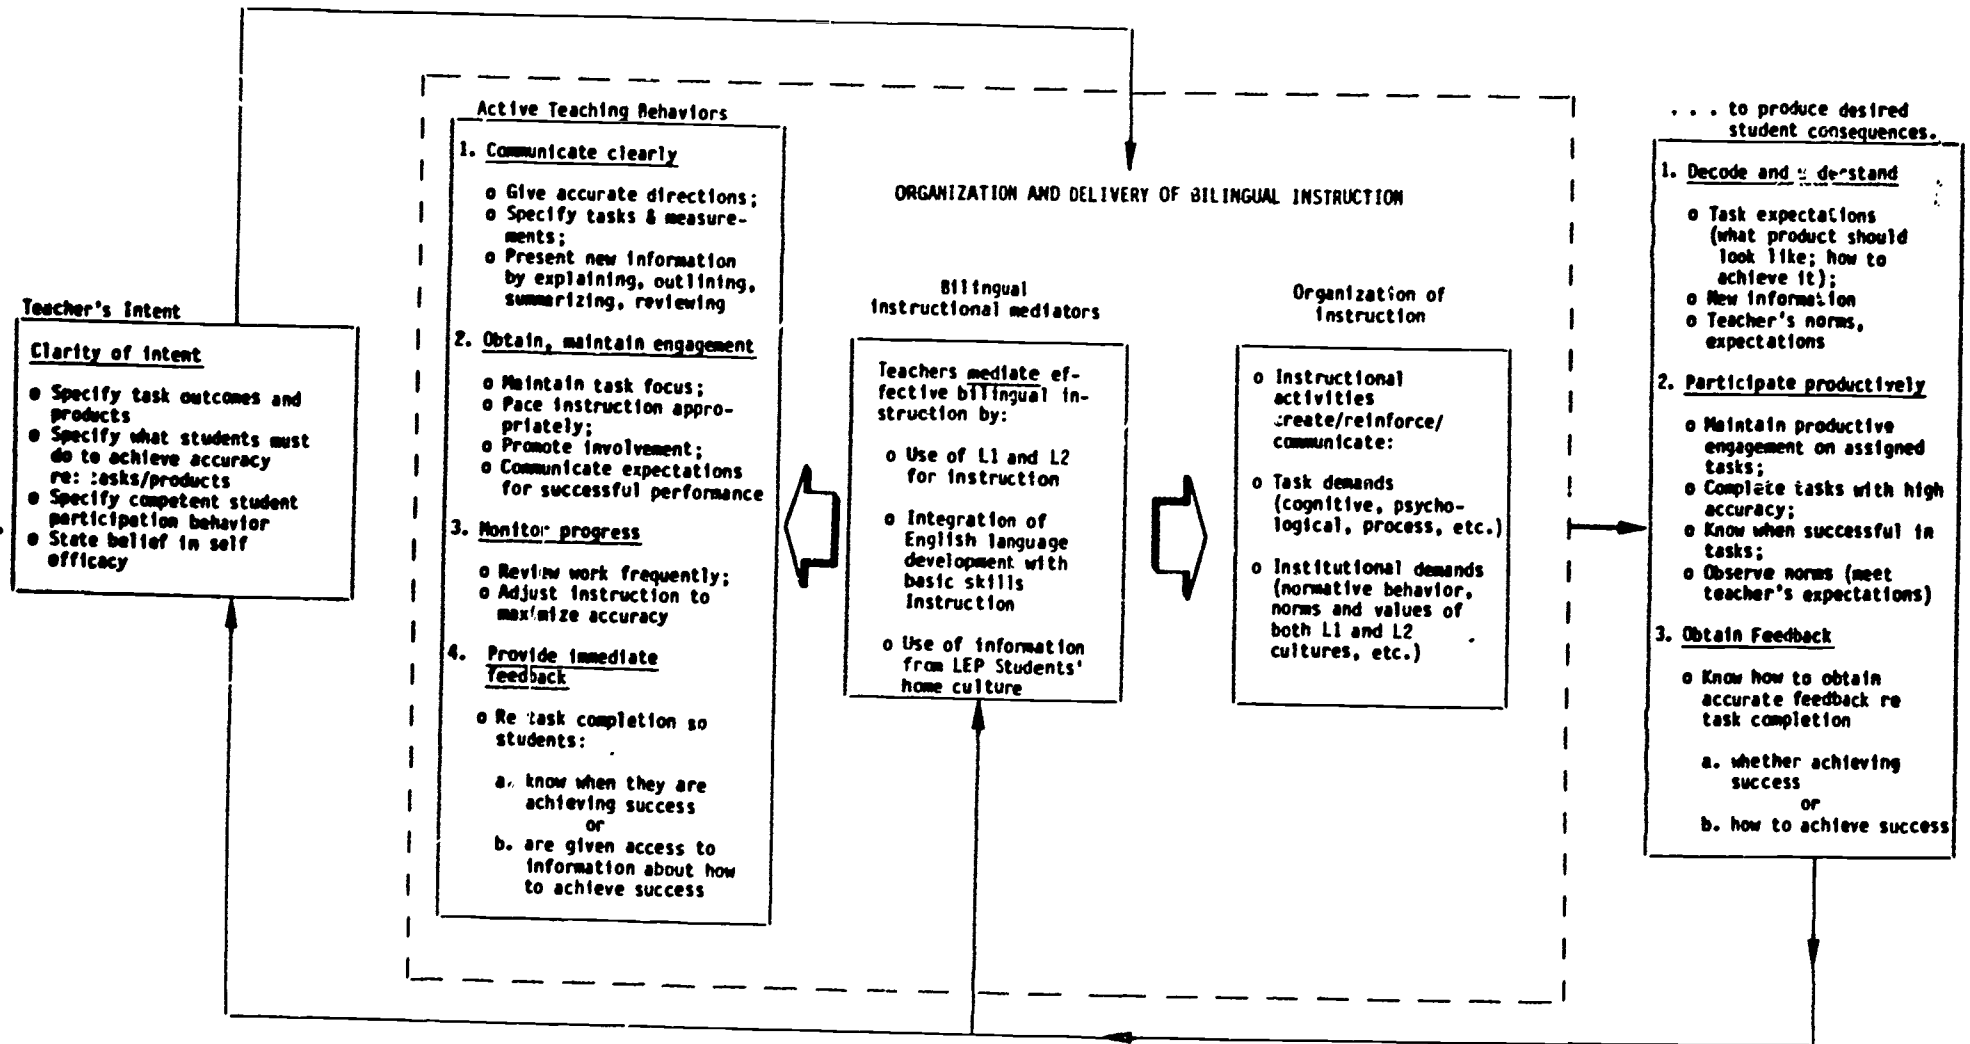 Teacher's Intent
Clarity of intent
o Specify task outcomes and
products
o Specify what students must
do to achieve accuracy
re: tasks/products
o Specify competent student
participation behavior
o State belief in self
efficacy
Active Teaching Behaviors
1. Communicate clearly
o Give accurate directions;
o Specify tasks & measure-
ments;
o Present new information
by explaining, outlining,
summarizing, reviewing
2. Obtain, maintain engagement
o Maintain task focus;
o Pace instruction appro-
priately;
o Promote involvement;
o Communicate expectations
for successful performance
3. Monitor progress
o Review work frequently;
o Adjust instruction to
maximize accuracy
4. Provide immediate
feedback
o Re task completion so
students:
a. know when they are
achieving success
or
b. are given access to
information about how
to achieve success
ORGANIZATION AND DELIVERY OF BILINGUAL INSTRUCTION
Bilingual
instructional mediators
Teachers mediate ef-
fective bilingual in-
struction by:
o Use of L1 and L2
for instruction
o Integration of
English language
development with
basic skills
Instruction
o Use of information
from LEP Students'
home culture
Organization of
instruction
o Instructional
activities
create/reinforce/
communicate:
o Task demands
(cognitive, psycho-
logical, process, etc.)
o Institutional demands
(normative behavior,
norms and values of
both L1 and L2
cultures, etc.)
. . . to produce desired
student consequences.
1. Decode and understand
o Task expectations
(what product should
look like; how to
achieve it);
o New information
o Teacher's norms,
expectations
2. Participate productively
o Maintain productive
engagement on assigned
tasks;
o Complete tasks with high
accuracy;
o Know when successful in
tasks;
o Observe norms (meet
teacher's expectations)
3. Obtain Feedback
o Know how to obtain
accurate feedback re
task completion
a. whether achieving
success
or
b. how to achieve success